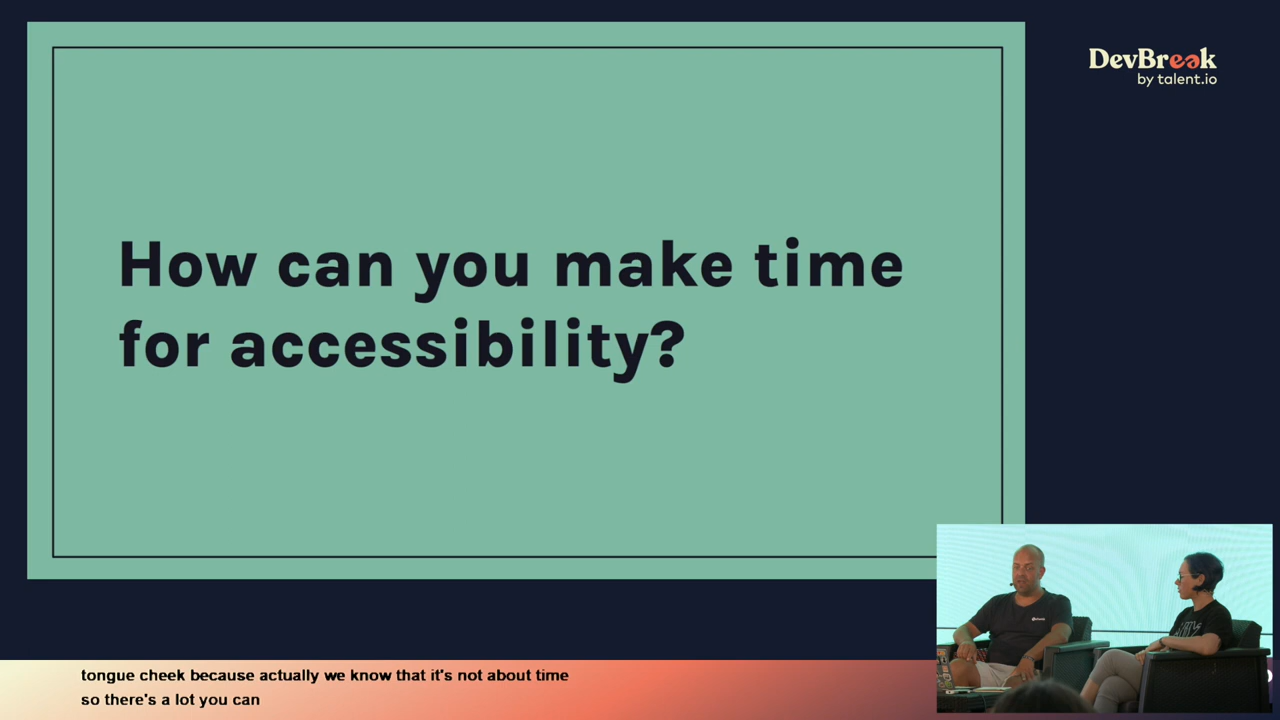 DevBreak
by talent.io
How can you make time
for accessibility?
tongue cheek because actually we know that it's not about time
so there's a lot you can